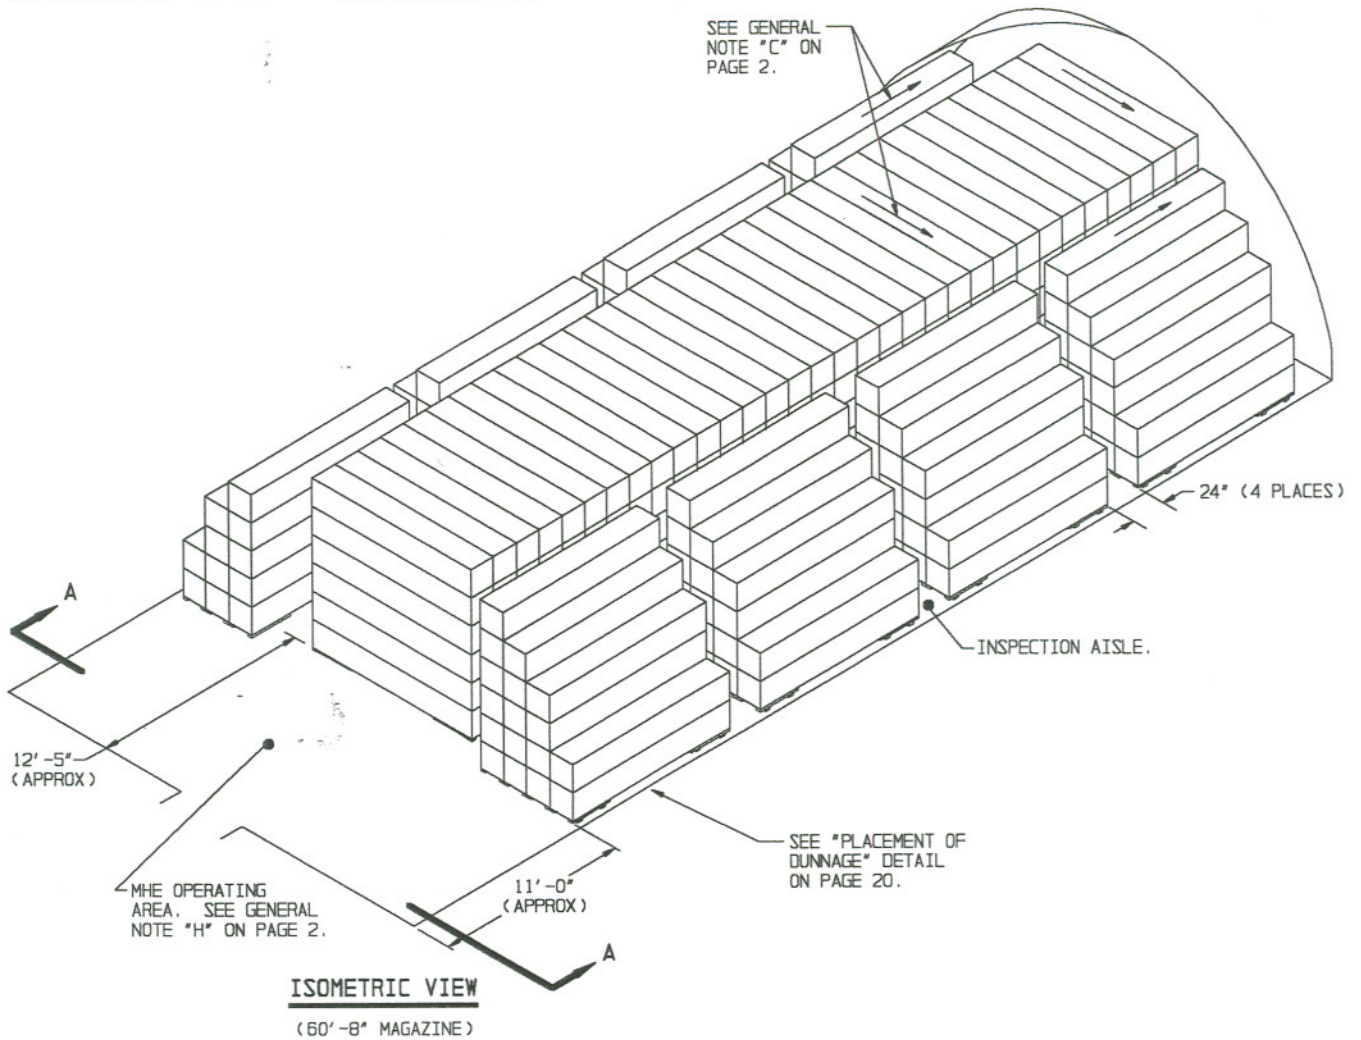 SEE GENERAL
NOTE "C" ON
PAGE 2.
24" (4 PLACES)
A
INSPECTION AISLE.
12'-5"
(APPROX)
SEE "PLACEMENT OF
DUNNAGE" DETAIL
ON PAGE 20.
11'-0"
(APPROX)
MHE OPERATING
AREA. SEE GENERAL
NOTE "H" ON PAGE 2.
A
ISOMETRIC VIEW
(60'-8" MAGAZINE)